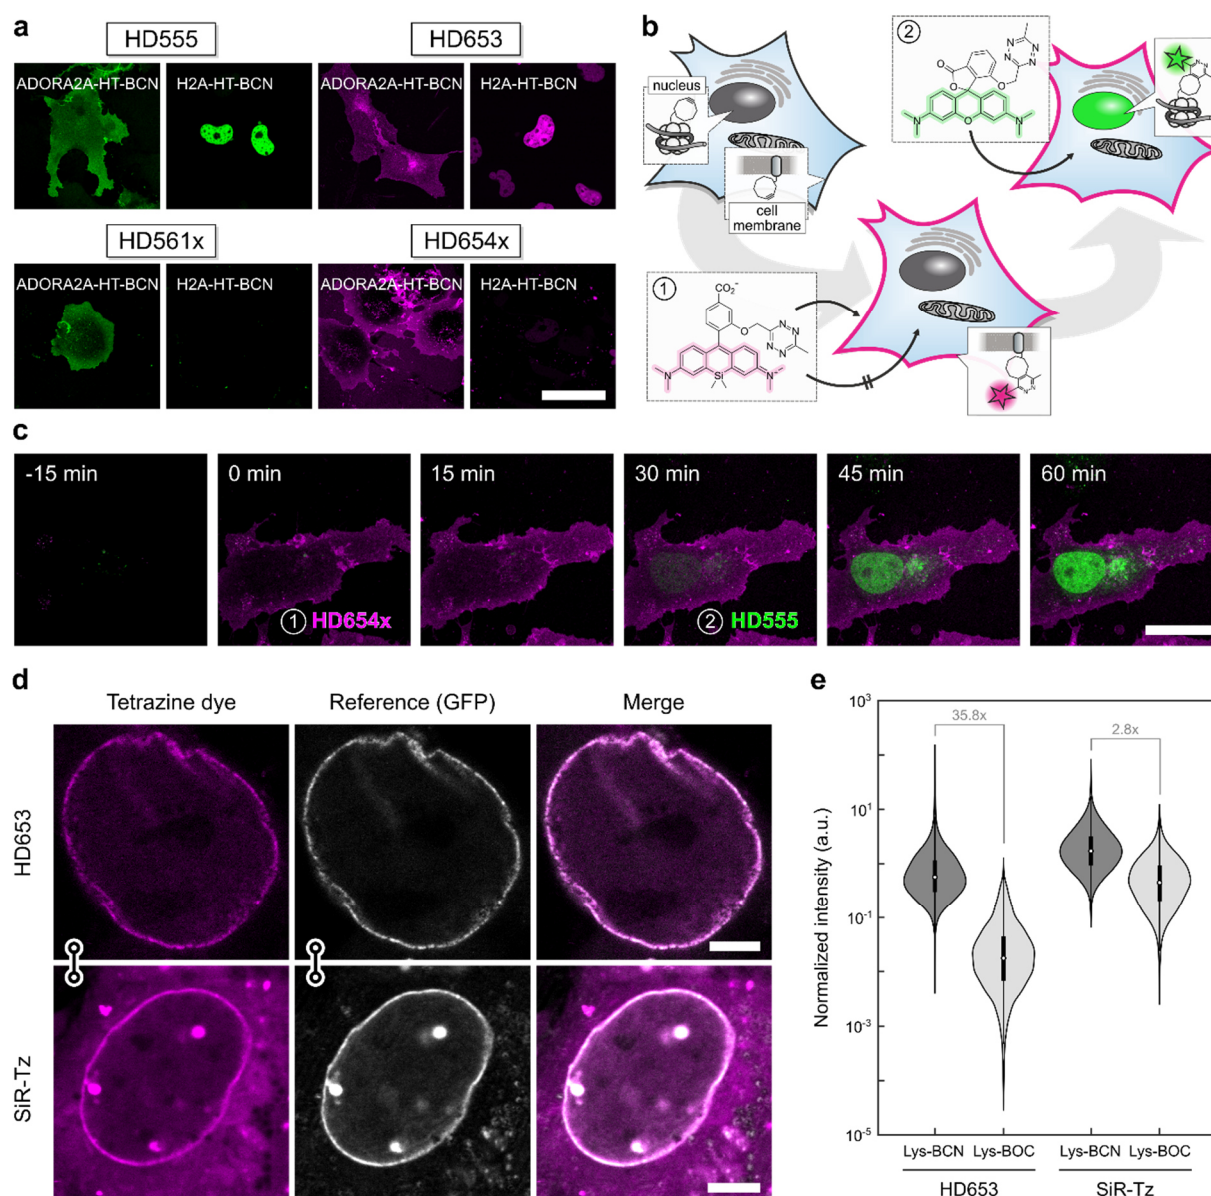 a
HD555
HD653
ADORA2A-HT-BCN
H2A-HT-BCN
ADORA2A-HT-BCN
H2A-HT-BCN
HD561x
HD654x
ADORA2A-HT-BCN
H2A-HT-BCN
ADORA2A-HT-BCN
H2A-HT-BCN
b
nucleus
cell
membrane
2
N
N
N
N
O
O
O
N
O
N
1
CO₂⁻
O
N
N
N
N
N
Si
N⁺
c
-15 min
0 min
15 min
30 min
45 min
60 min
1 HD654x
2 HD555
d
Tetrazine dye
Reference (GFP)
Merge
HD653
SiR-Tz
e
Normalized intensity (a.u.)
10³
10¹
10⁻¹
10⁻³
10⁻⁵
35.8x
2.8x
Lys-BCN
Lys-BOC
Lys-BCN
Lys-BOC
HD653
SiR-Tz